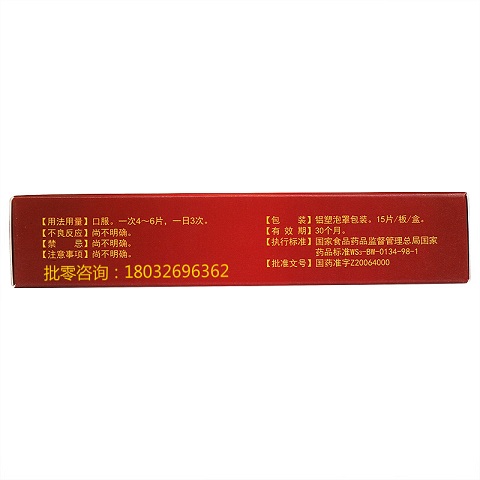 【用法用量】口服。一次4～6片，一日3次。
【不良反应】尚不明确。
【禁　　忌】尚不明确。
【注意事项】尚不明确。
批零咨询：18032696362
【包　　装】铝塑泡罩包装。15片/板/盒。
【有 效 期】30个月。
【执行标准】国家食品药品监督管理总局国家
药品标准WS₃-BW-0134-98-1
【批准文号】国药准字Z20064000